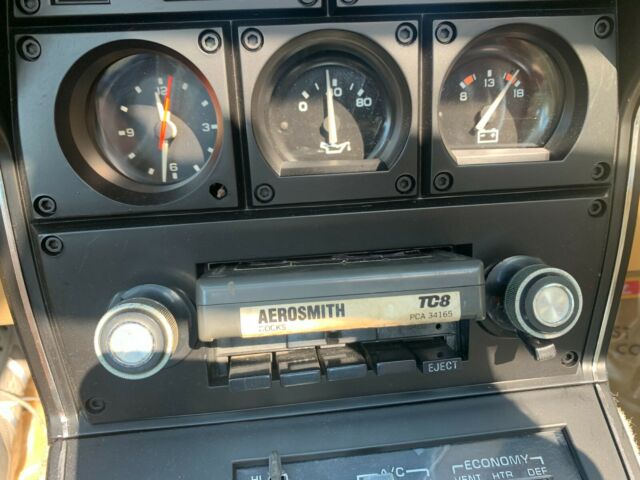 12
3
6
9
0 40 80
8 13 18
AEROSMITH TC8
ROCKS PCA 34165
EJECT
A/C ECONOMY
VENT HTR DEF